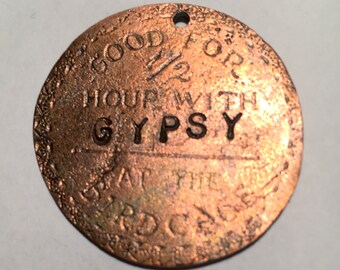 GOOD FOR
1/2
HOUR WITH
GYPSY
AT THE
BIRDCAGE